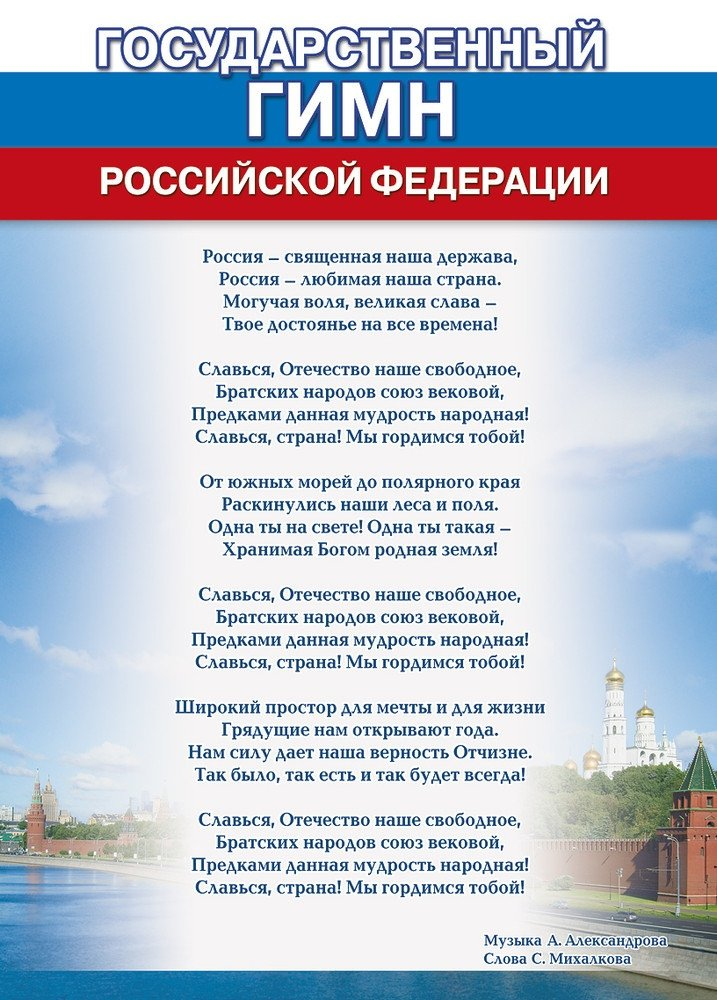 ГОСУДАРСТВЕННЫЙ
ГИМН
РОССИЙСКОЙ ФЕДЕРАЦИИ
Россия – священная наша держава,
Россия – любимая наша страна.
Могучая воля, великая слава –
Твое достоянье на все времена!
Славься, Отечество наше свободное,
Братских народов союз вековой,
Предками данная мудрость народная!
Славься, страна! Мы гордимся тобой!
От южных морей до полярного края
Раскинулись наши леса и поля.
Одна ты на свете! Одна ты такая –
Хранимая Богом родная земля!
Славься, Отечество наше свободное,
Братских народов союз вековой,
Предками данная мудрость народная!
Славься, страна! Мы гордимся тобой!
Широкий простор для мечты и для жизни
Грядущие нам открывают года.
Нам силу дает наша верность Отчизне.
Так было, так есть и так будет всегда!
Славься, Отечество наше свободное,
Братских народов союз вековой,
Предками данная мудрость народная!
Славься, страна! Мы гордимся тобой!
Музыка А. Александрова
Слова С. Михалкова